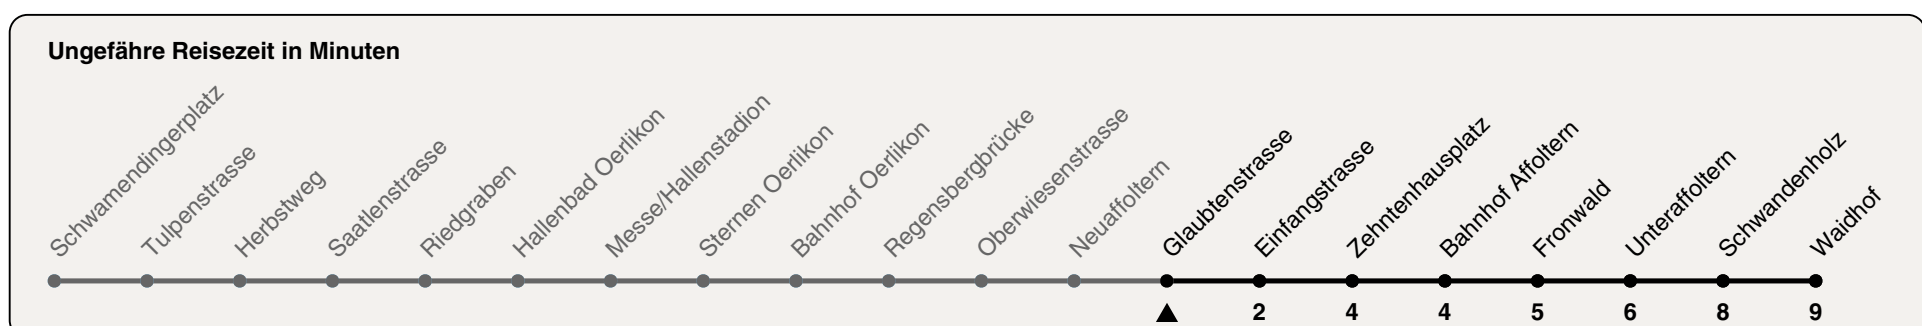 Ungefähre Reisezeit in Minuten
Schwamendingerplatz
Tulpenstrasse
Herbstweg
Saatlenstrasse
Riedgraben
Hallenbad Oerlikon
Messe/Hallenstadion
Sternen Oerlikon
Bahnhof Oerlikon
Regensbergbrücke
Oberwiesenstrasse
Neuaffoltern
Glaubtenstrasse
Einfangstrasse
Zehntenhausplatz
Bahnhof Affoltern
Fronwald
Unteraffoltern
Schwandenholz
Waidhof
2 4 4 5 6 8 9